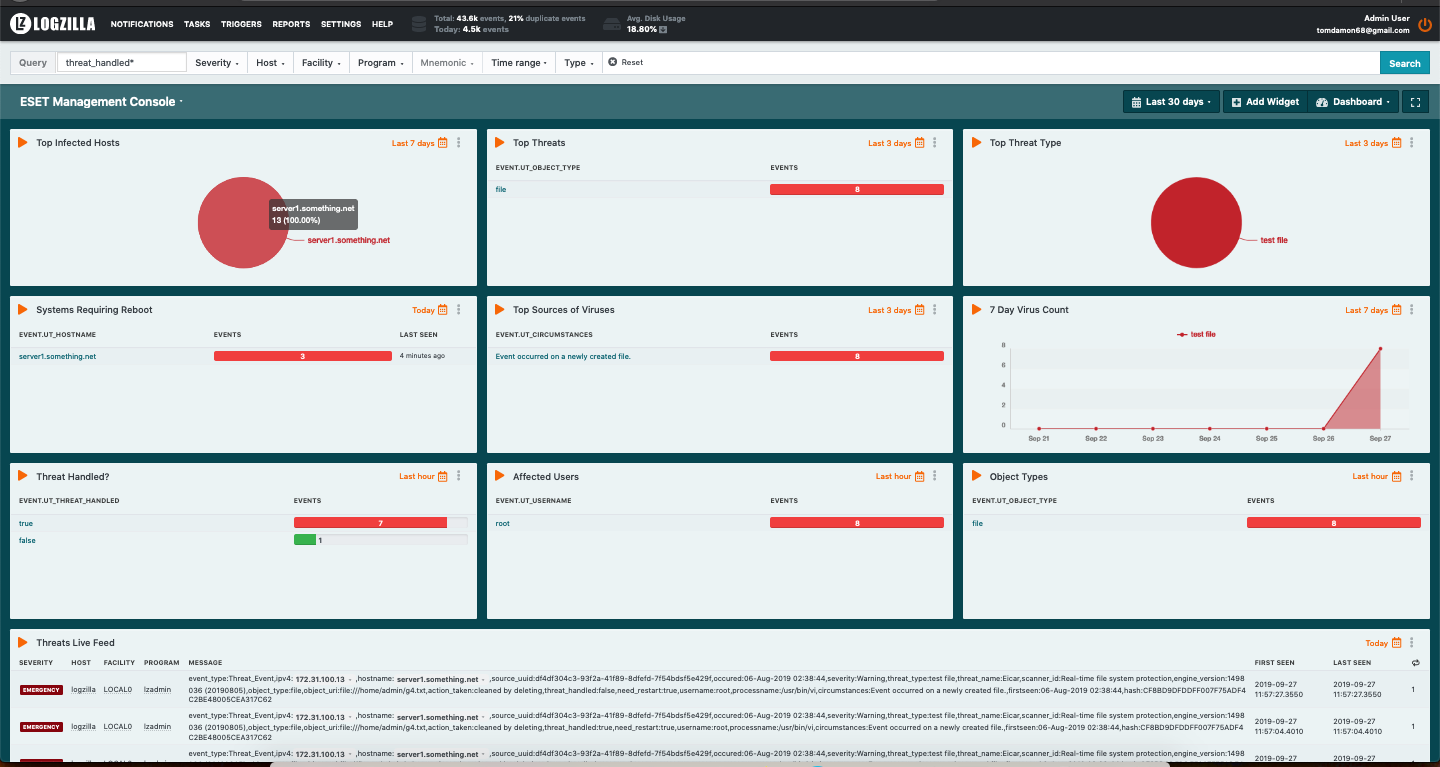 LZ LOGZILLA NOTIFICATIONS TASKS TRIGGERS REPORTS SETTINGS HELP
Total: 43.6k events, 21% duplicate events
Today: 4.5k events
Avg. Disk Usage
18.80%
Admin User
tomdamon68@gmail.com
Query threat_handled* Severity Host Facility Program Mnemonic Time range Type Reset Search
ESET Management Console Last 30 days Add Widget Dashboard
Top Infected Hosts Last 7 days
server1.something.net
13 (100.00%)
server1.something.net
Top Threats Last 3 days
EVENT.UT_OBJECT_TYPE EVENTS
file 8
Top Threat Type Last 3 days
test file
Systems Requiring Reboot Today
EVENT.UT_HOSTNAME EVENTS LAST SEEN
server1.something.net 3 4 minutes ago
Top Sources of Viruses Last 3 days
EVENT.UT_CIRCUMSTANCES EVENTS
Event occurred on a newly created file. 8
7 Day Virus Count Last 7 days
test file
8
6
4
2
0
Sep 21 Sep 22 Sep 23 Sep 24 Sep 25 Sep 26 Sep 27
Threat Handled? Last hour
EVENT.UT_THREAT_HANDLED EVENTS
true 7
false 1
Affected Users Last hour
EVENT.UT_USERNAME EVENTS
root 8
Object Types Last hour
EVENT.UT_OBJECT_TYPE EVENTS
file 8
Threats Live Feed Today
SEVERITY HOST FACILITY PROGRAM MESSAGE FIRST SEEN LAST SEEN
EMERGENCY logzilla LOCAL0 lzadmin
event_type:Threat_Event,ipv4: 172.31.100.13 - ,hostname: server1.something.net - ,source_uuid:df4df304c3-93f2a-41f89-8dfefd-7f54bdsf5e429f,occured:06-Aug-2019 02:38:44,severity:Warning,threat_type:test file,threat_name:Eicar,scanner_id:Real-time file system protection,engine_version:1498
036 (20190805),object_type:file,object_uri:file:///home/admin/g4.txt,action_taken:cleaned by deleting,threat_handled:false,need_restart:true,username:root,processname:/usr/bin/vi,circumstances:Event occurred on a newly created file.,firstseen:06-Aug-2019 02:38:44,hash:CF8BD9DFDDFF007F75ADF4
C2BE48005CEA317C62
2019-09-27
11:57:27.3550
2019-09-27
11:57:27.3550
1
EMERGENCY logzilla LOCAL0 lzadmin
event_type:Threat_Event,ipv4: 172.31.100.13 - ,hostname: server1.something.net - ,source_uuid:df4df304c3-93f2a-41f89-8dfefd-7f54bdsf5e429f,occured:06-Aug-2019 02:38:44,severity:Warning,threat_type:test file,threat_name:Eicar,scanner_id:Real-time file system protection,engine_version:1498
036 (20190805),object_type:file,object_uri:file:///home/admin/g4.txt,action_taken:cleaned by deleting,threat_handled:true,need_restart:true,username:root,processname:/usr/bin/vi,circumstances:Event occurred on a newly created file.,firstseen:06-Aug-2019 02:38:44,hash:CF8BD9DFDDFF007F75ADF4
C2BE48005CEA317C62
2019-09-27
11:57:04.4010
2019-09-27
11:57:04.4010
1
event_type:Threat_Event,ipv4: 172.31.100.13 - ,hostname: server1.something.net - ,source_uuid:df4df304c3-93f2a-41f89-8dfefd-7f54bdsf5e429f,occured:06-Aug-2019 02:38:44,severity:Warning,threat_type:test file,threat_name:Eicar,scanner_id:Real-time file system protection,engine_version:1498
2019-09-27 2019-09-27